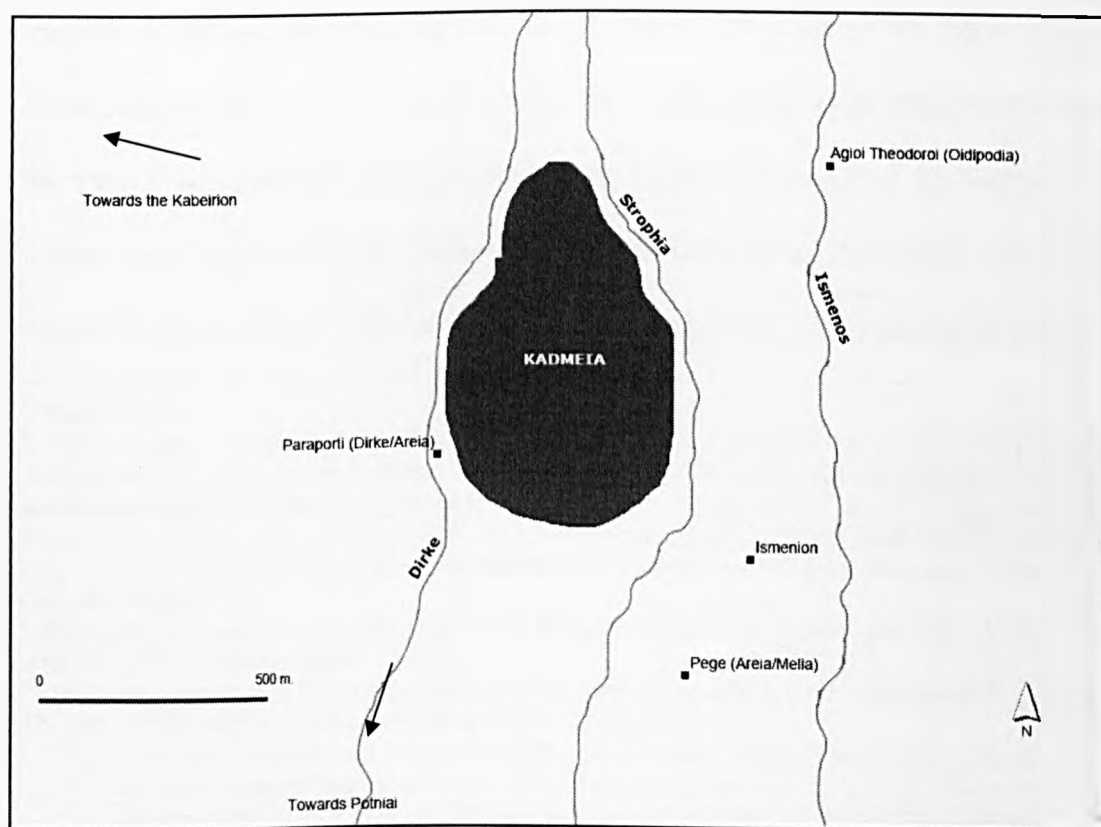 Agioi Theodoroi (Oidipodia)
Towards the Kabeirion
Strophia
Ismenos
KADMEIA
Paraporti (Dirke/Areia)
Dirke
Ismenion
Pege (Areia/Melia)
0 500 m.
N
Towards Potniai